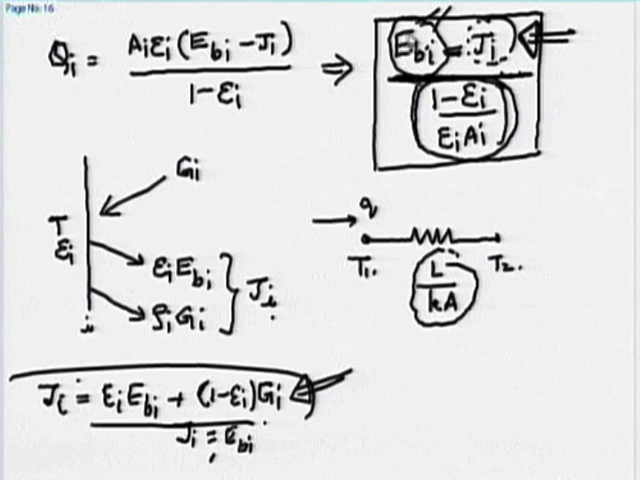 Page No: 16
Qi = Aiεi(Ebi - Ji) / 1-εi ⇒ Ebi - Ji / (1-εi / εiAi)
Gi
T
εi
εiEbi
ρiGi
Ji
i
q
T1. T2.
L / kA
Ji = εiEbi + (1-εi)Gi
Ji = Ebi